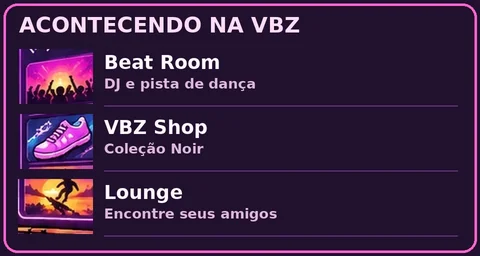 ACONTECENDO NA VBZ
Beat Room
DJ e pista de dança
VBZ Shop
Coleção Noir
Lounge
Encontre seus amigos